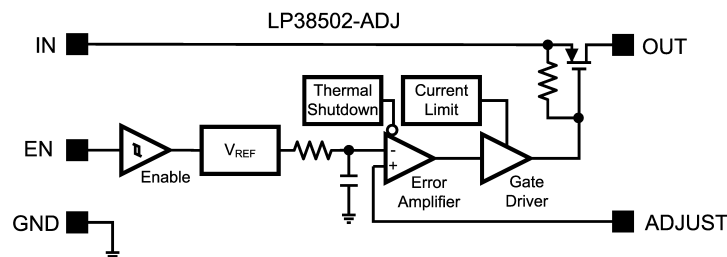 LP38502-ADJ
IN
OUT
Thermal
Shutdown
Current
Limit
EN
Enable
VREF
-
+
Error
Amplifier
Gate
Driver
GND
ADJUST